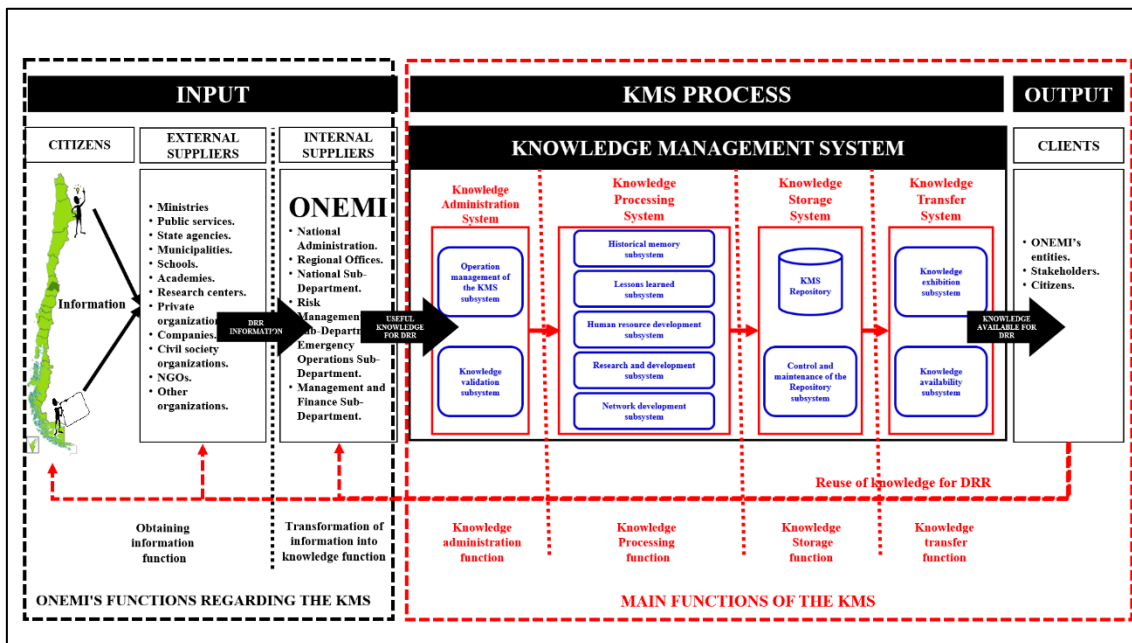 INPUT
KMS PROCESS
OUTPUT
CITIZENS
EXTERNAL
SUPPLIERS
INTERNAL
SUPPLIERS
KNOWLEDGE MANAGEMENT SYSTEM
CLIENTS
Information
• Ministries
• Public services.
• State agencies.
• Municipalities.
• Schools.
• Academies.
• Research centers.
• Private
organization
• Companies.
• Civil society
organizations.
• NGOs.
• Other
organizations.
DRR
INFORMATION
ONEMI
• National
Administration.
• Regional Offices.
• National Sub-
Department.
• Risk
Management
Sub-Department
Emergency
Operations Sub-
Department.
• Management and
Finance Sub-
Department.
USEFUL
KNOWLEDGE
FOR DRR
Knowledge
Administration
System
Operation
management of
the KMS
subsystem
Knowledge
validation
subsystem
Knowledge
Processing
System
Historical memory
subsystem
Lessons learned
subsystem
Human resource development
subsystem
Research and development
subsystem
Network development
subsystem
Knowledge
Storage
System
KMS
Repository
Control and
maintenance of the
Repository
subsystem
Knowledge
Transfer
System
Knowledge
exhibition
subsystem
Knowledge
availability
subsystem
KNOWLEDGE
AVAILABLE FOR
DRR
• ONEMI's
entities.
• Stakeholders.
• Citizens.
Reuse of knowledge for DRR
Obtaining
information
function
Transformation of
information into
knowledge function
Knowledge
administration
function
Knowledge
Processing
function
Knowledge
Storage
function
Knowledge
transfer
function
ONEMI'S FUNCTIONS REGARDING THE KMS
MAIN FUNCTIONS OF THE KMS